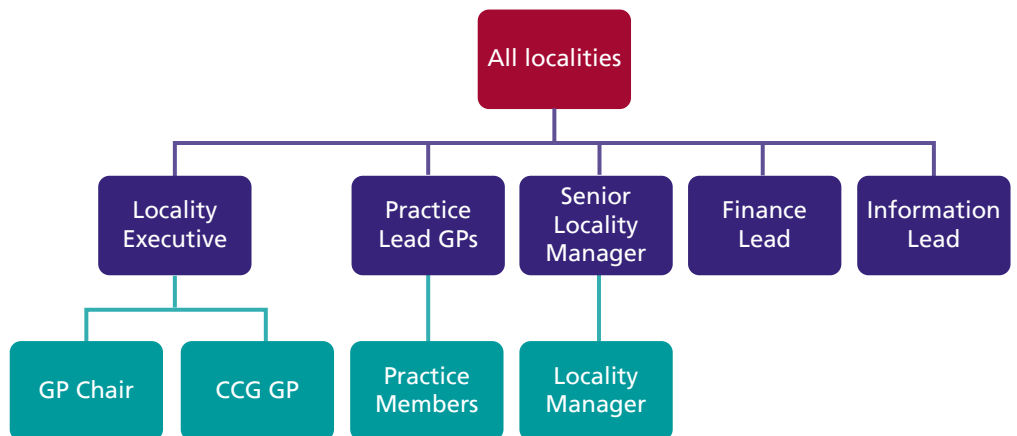 All localities
Locality
Executive
Practice
Lead GPs
Senior
Locality
Manager
Finance
Lead
Information
Lead
GP Chair
CCG GP
Practice
Members
Locality
Manager